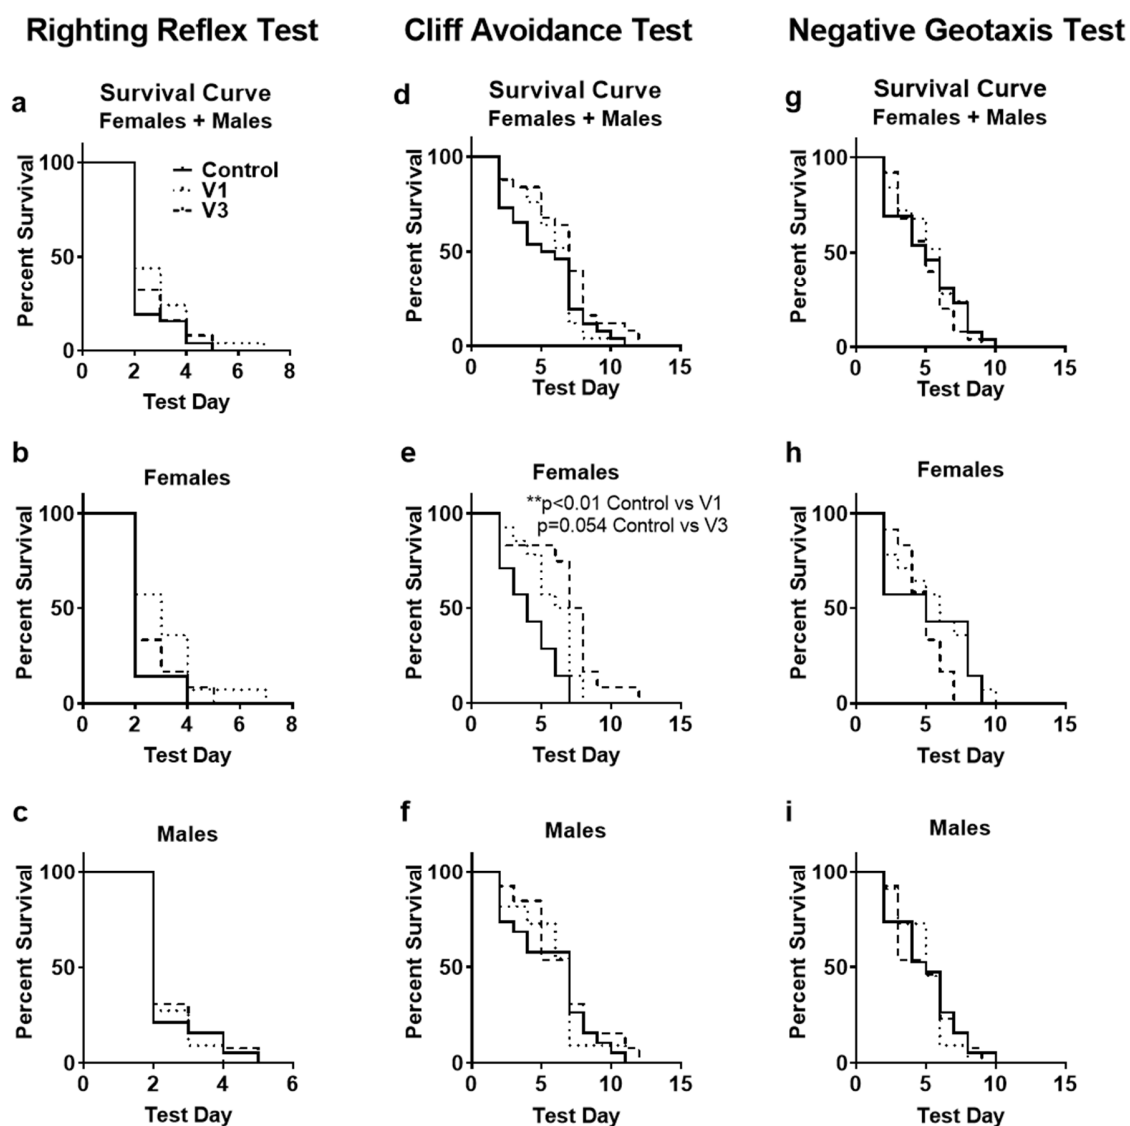 Righting Reflex Test
Cliff Avoidance Test
Negative Geotaxis Test
a
Survival Curve
Females + Males
Percent Survival
100
50
0
Control
V1
V3
0 2 4 6 8
Test Day
d
Survival Curve
Females + Males
Percent Survival
100
50
0
0 5 10 15
Test Day
g
Survival Curve
Females + Males
Percent Survival
100
50
0
0 5 10 15
Test Day
b
Females
Percent Survival
100
50
0
0 2 4 6 8
Test Day
e
Females
**p<0.01 Control vs V1
p=0.054 Control vs V3
Percent Survival
100
50
0
0 5 10 15
Test Day
h
Females
Percent Survival
100
50
0
0 5 10 15
Test Day
c
Males
Percent Survival
100
50
0
0 2 4 6
Test Day
f
Males
Percent Survival
100
50
0
0 5 10 15
Test Day
i
Males
Percent Survival
100
50
0
0 5 10 15
Test Day